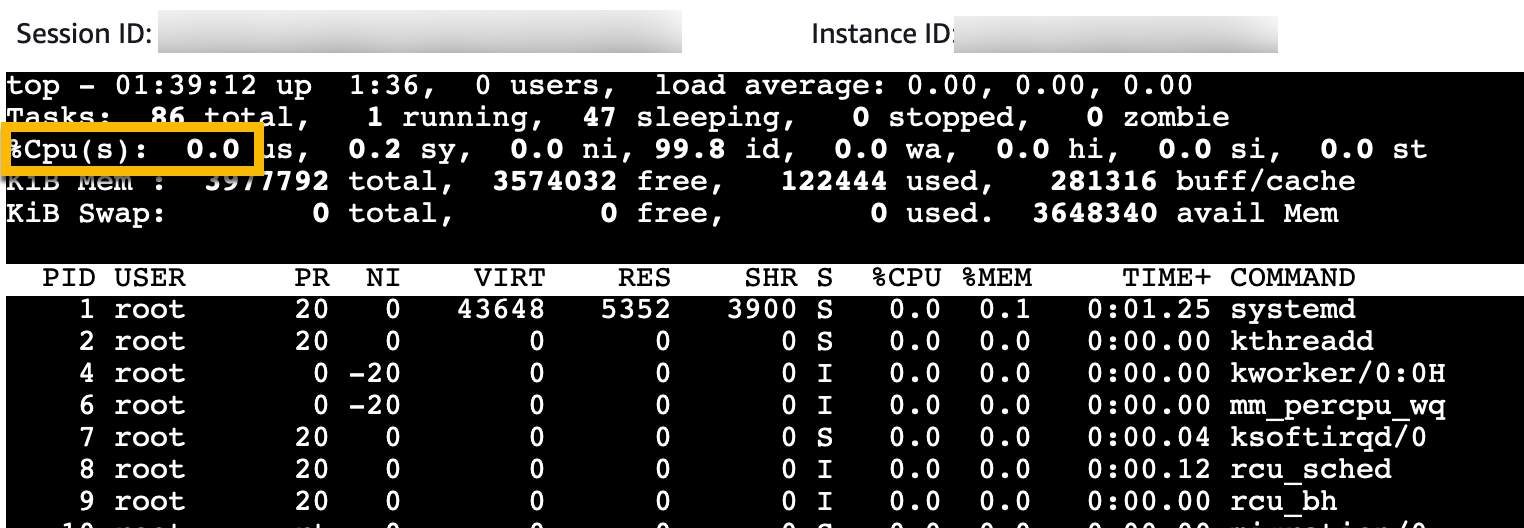 Session ID: Instance ID:
top - 01:39:12 up  1:36,  0 users,  load average: 0.00, 0.00, 0.00
Tasks:  86 total,   1 running,  47 sleeping,   0 stopped,   0 zombie
%Cpu(s):  0.0 us,  0.2 sy,  0.0 ni, 99.8 id,  0.0 wa,  0.0 hi,  0.0 si,  0.0 st
KiB Mem :  3977792 total,  3574032 free,   122444 used,   281316 buff/cache
KiB Swap:        0 total,        0 free,        0 used.  3648340 avail Mem
PID USER PR NI VIRT RES SHR S %CPU %MEM TIME+ COMMAND
1 root 20 0 43648 5352 3900 S 0.0 0.1 0:01.25 systemd
2 root 20 0 0 0 0 S 0.0 0.0 0:00.00 kthreadd
4 root 0 -20 0 0 0 I 0.0 0.0 0:00.00 kworker/0:0H
6 root 0 -20 0 0 0 I 0.0 0.0 0:00.00 mm_percpu_wq
7 root 20 0 0 0 0 S 0.0 0.0 0:00.04 ksoftirqd/0
8 root 20 0 0 0 0 I 0.0 0.0 0:00.12 rcu_sched
9 root 20 0 0 0 0 I 0.0 0.0 0:00.00 rcu_bh